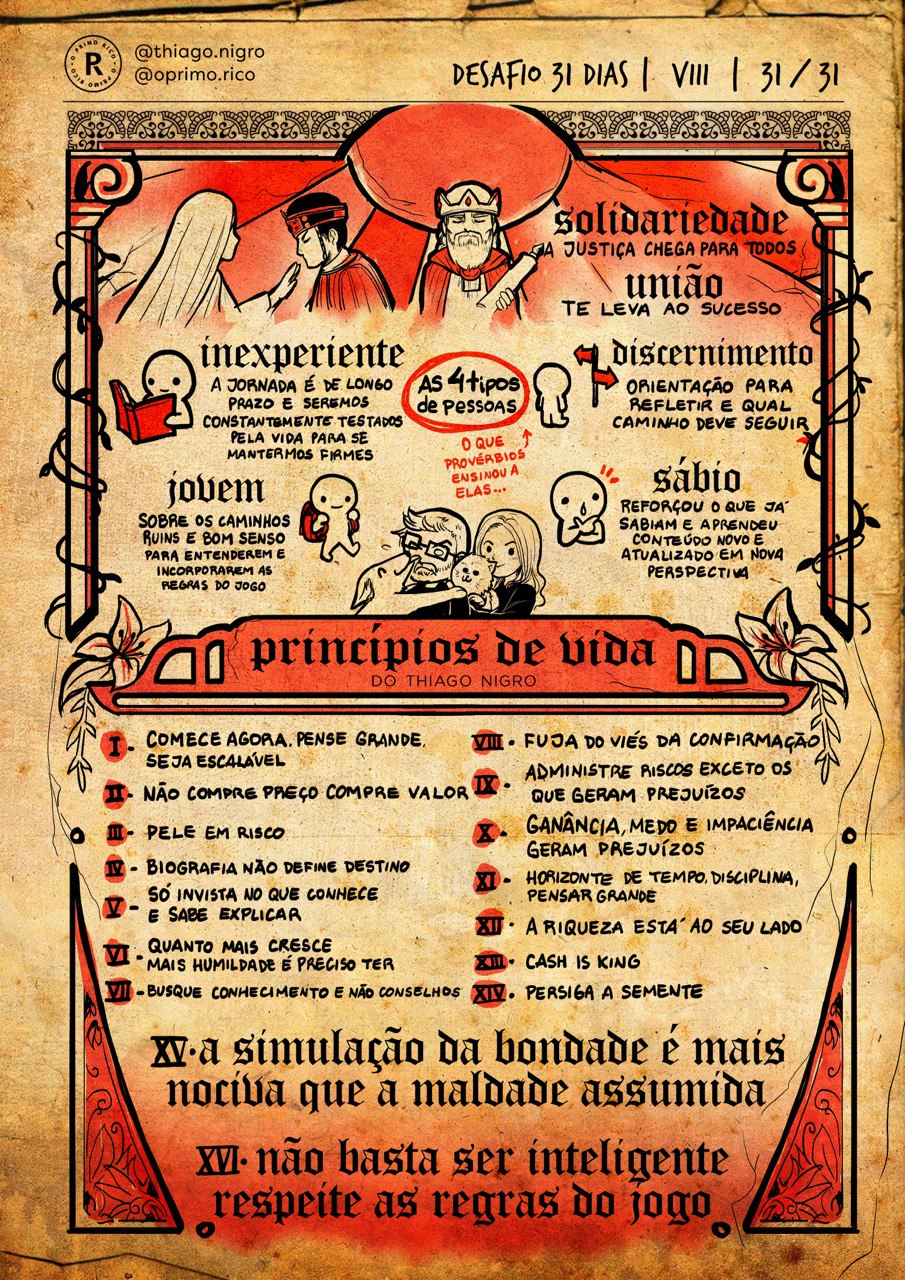 R
O PRIMO RICO · O PRIMO RICO ·
@thiago.nigro
@oprimo.rico
DESAFIO 31 DIAS | VIII | 31/31
solidariedade
A JUSTIÇA CHEGA PARA TODOS
união
TE LEVA AO SUCESSO
inexperiente
A JORNADA É DE LONGO
PRAZO E SEREMOS
CONSTANTEMENTE TESTADOS
PELA VIDA PARA SE
MANTERMOS FIRMES
AS 4 tipos
de pessoas
O QUE
PROVÉRBIOS
ENSINOU A
ELAS...
discernimento
ORIENTAÇÃO PARA
REFLETIR E QUAL
CAMINHO DEVE SEGUIR
jovem
SOBRE OS CAMINHOS
RUINS E BOM SENSO
PARA ENTENDEREM E
INCORPORAREM AS
REGRAS DO JOGO
sábio
REFORÇOU O QUE JÁ
SABIAM E APRENDEU
CONTEÚDO NOVO E
ATUALIZADO EM NOVA
PERSPECTIVA
princípios de vida
DO THIAGO NIGRO
I - COMECE AGORA, PENSE GRANDE,
SEJA ESCALÁVEL
II - NÃO COMPRE PREÇO COMPRE VALOR
III - PELE EM RISCO
IV - BIOGRAFIA NÃO DEFINE DESTINO
V - SÓ INVISTA NO QUE CONHECE
E SABE EXPLICAR
VI - QUANTO MAIS CRESCE
MAIS HUMILDADE É PRECISO TER
VII - BUSQUE CONHECIMENTO E NÃO CONSELHOS
VIII · FUJA DO VIÉS DA CONFIRMAÇÃO
IX · ADMINISTRE RISCOS EXCETO OS
QUE GERAM PREJUÍZOS
X · GANÂNCIA, MEDO E IMPACIÊNCIA
GERAM PREJUÍZOS
XI · HORIZONTE DE TEMPO, DISCIPLINA,
PENSAR GRANDE
XII · A RIQUEZA ESTÁ AO SEU LADO
XIII · CASH IS KING
XIV · PERSIGA A SEMENTE
XV · a simulação da bondade é mais
nociva que a maldade assumida
XVI · não basta ser inteligente
respeite as regras do jogo